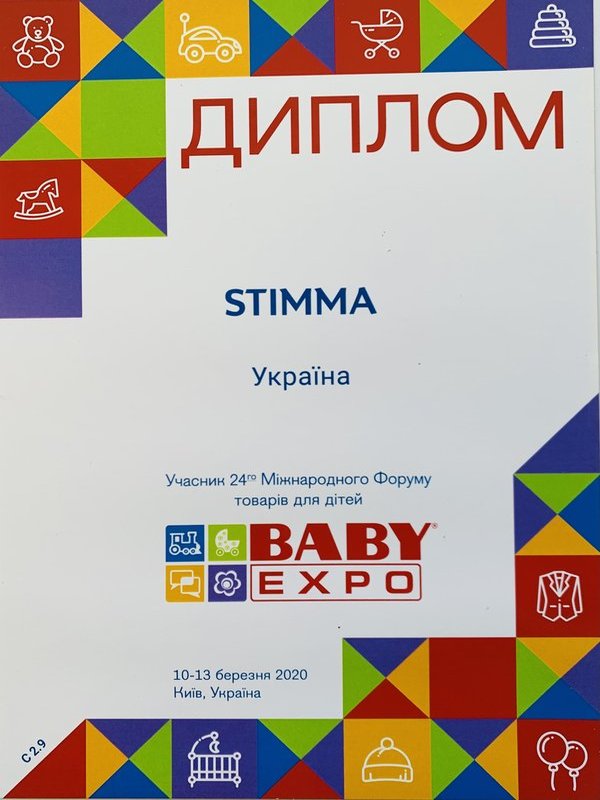 ДИПЛОМ
STIMMA
Україна
Учасник 24го Міжнародного Форуму
товарів для дітей
BABY®
EXPO
10-13 березня 2020
Київ, Україна
C 2.9